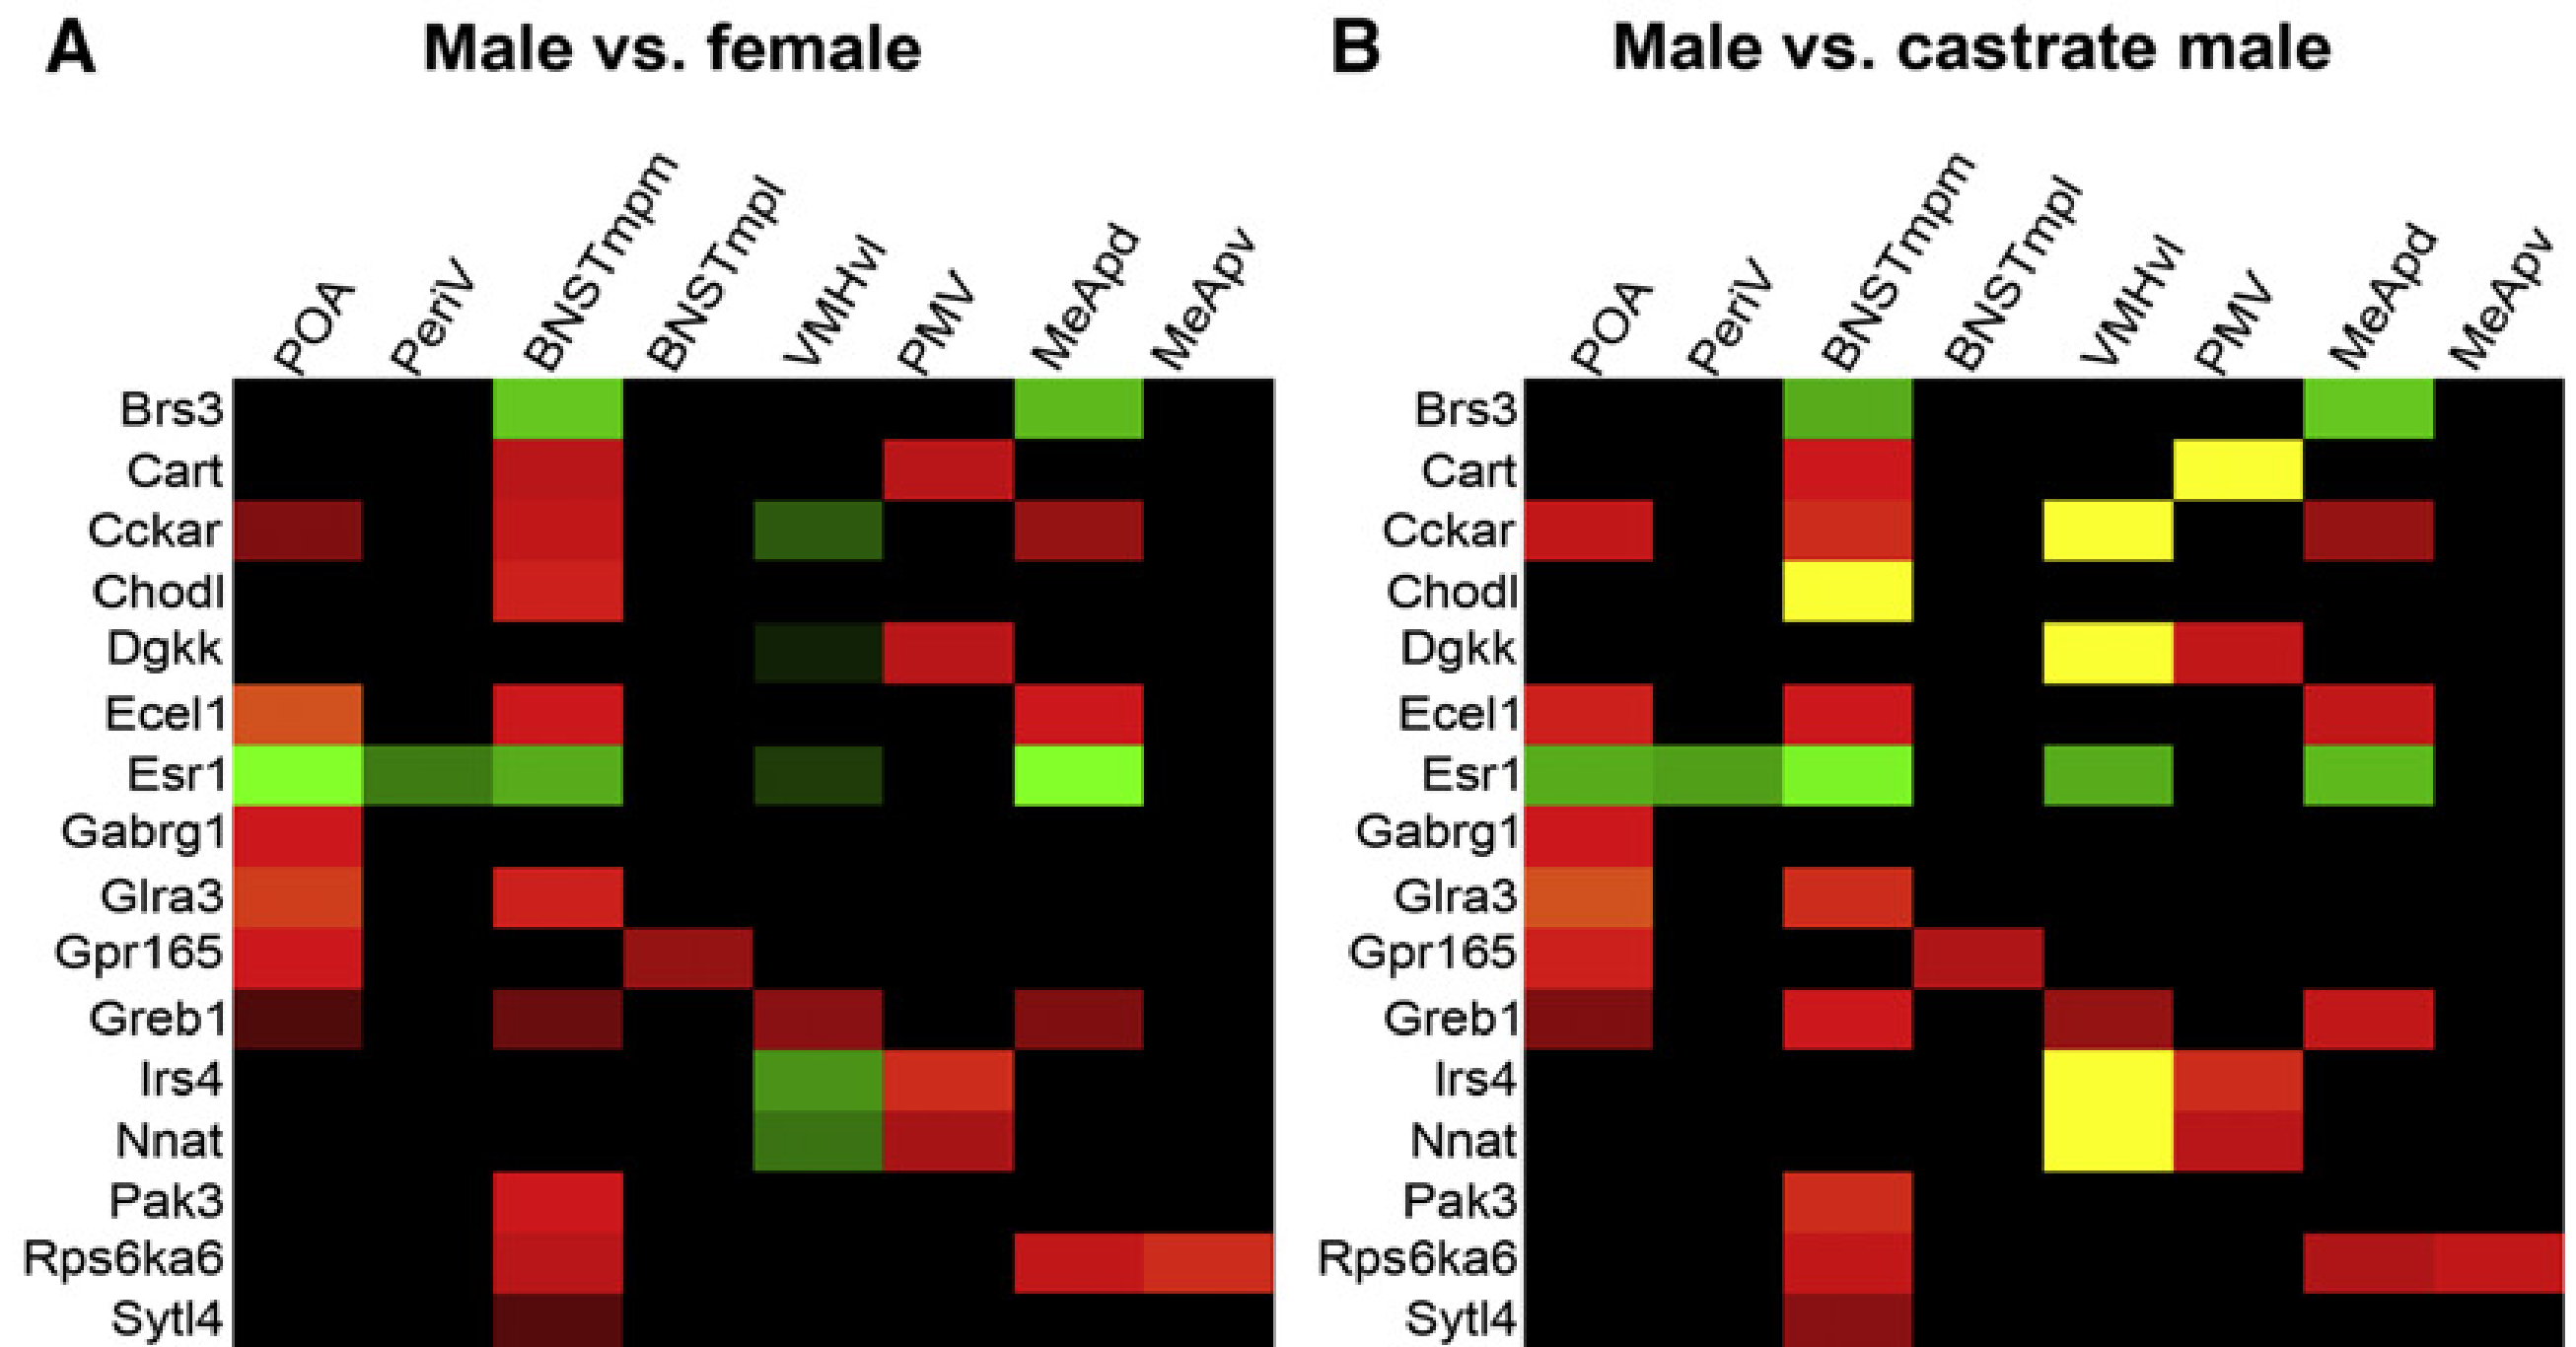 A
Male vs. female
POA
PeriV
BNSTmpm
BNSTmpl
VMHvl
PMV
MeApd
MeApv
Brs3
Cart
Cckar
Chodl
Dgkk
Ecel1
Esr1
Gabrg1
Glra3
Gpr165
Greb1
Irs4
Nnat
Pak3
Rps6ka6
Sytl4
B
Male vs. castrate male
POA
PeriV
BNSTmpm
BNSTmpl
VMHvl
PMV
MeApd
MeApv
Brs3
Cart
Cckar
Chodl
Dgkk
Ecel1
Esr1
Gabrg1
Glra3
Gpr165
Greb1
Irs4
Nnat
Pak3
Rps6ka6
Sytl4